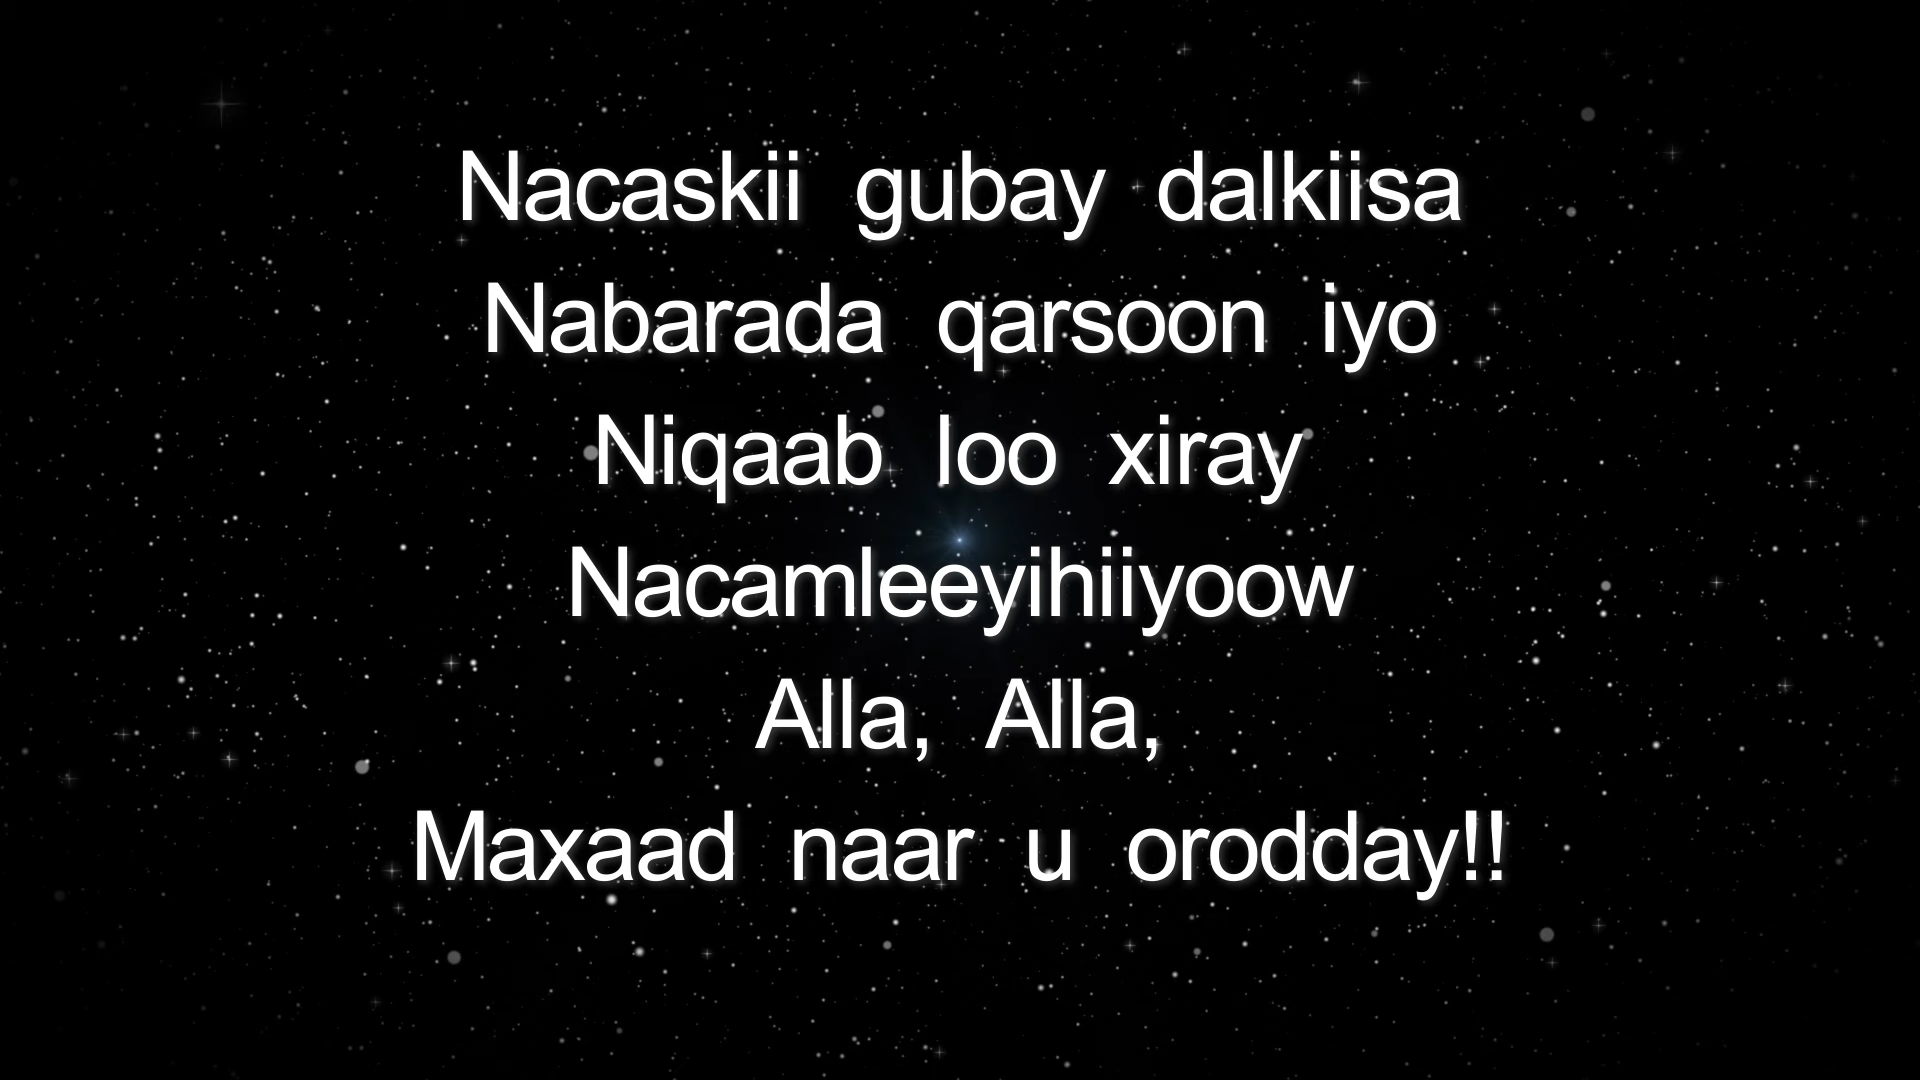 Nacaskii gubay dalkiisa
Nabarada qarsoon iyo
Niqaab loo xiray
Nacamleeyihiiyoow
Alla, Alla,
Maxaad naar u orodday!!